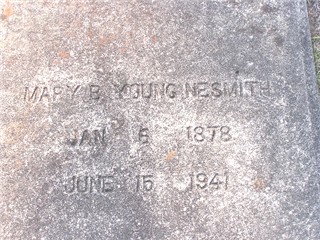 MARY B. YOUNG NESMITH
JAN 6 1878
JUNE 15 1941